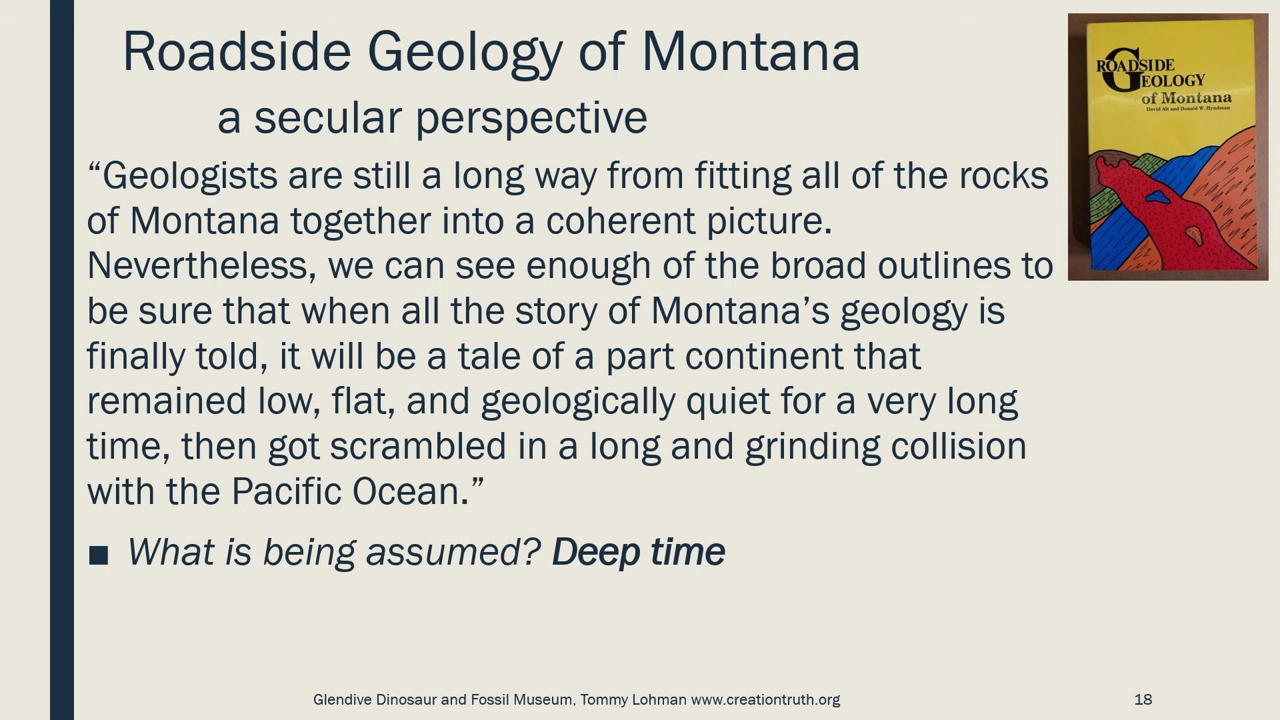 Roadside Geology of Montana
a secular perspective
“Geologists are still a long way from fitting all of the rocks
of Montana together into a coherent picture.
Nevertheless, we can see enough of the broad outlines to
be sure that when all the story of Montana’s geology is
finally told, it will be a tale of a part continent that
remained low, flat, and geologically quiet for a very long
time, then got scrambled in a long and grinding collision
with the Pacific Ocean.”
■ What is being assumed? Deep time
ROADSIDE
GEOLOGY
of Montana
David Alt and Donald W. Hyndman
Glendive Dinosaur and Fossil Museum, Tommy Lohman www.creationtruth.org
18